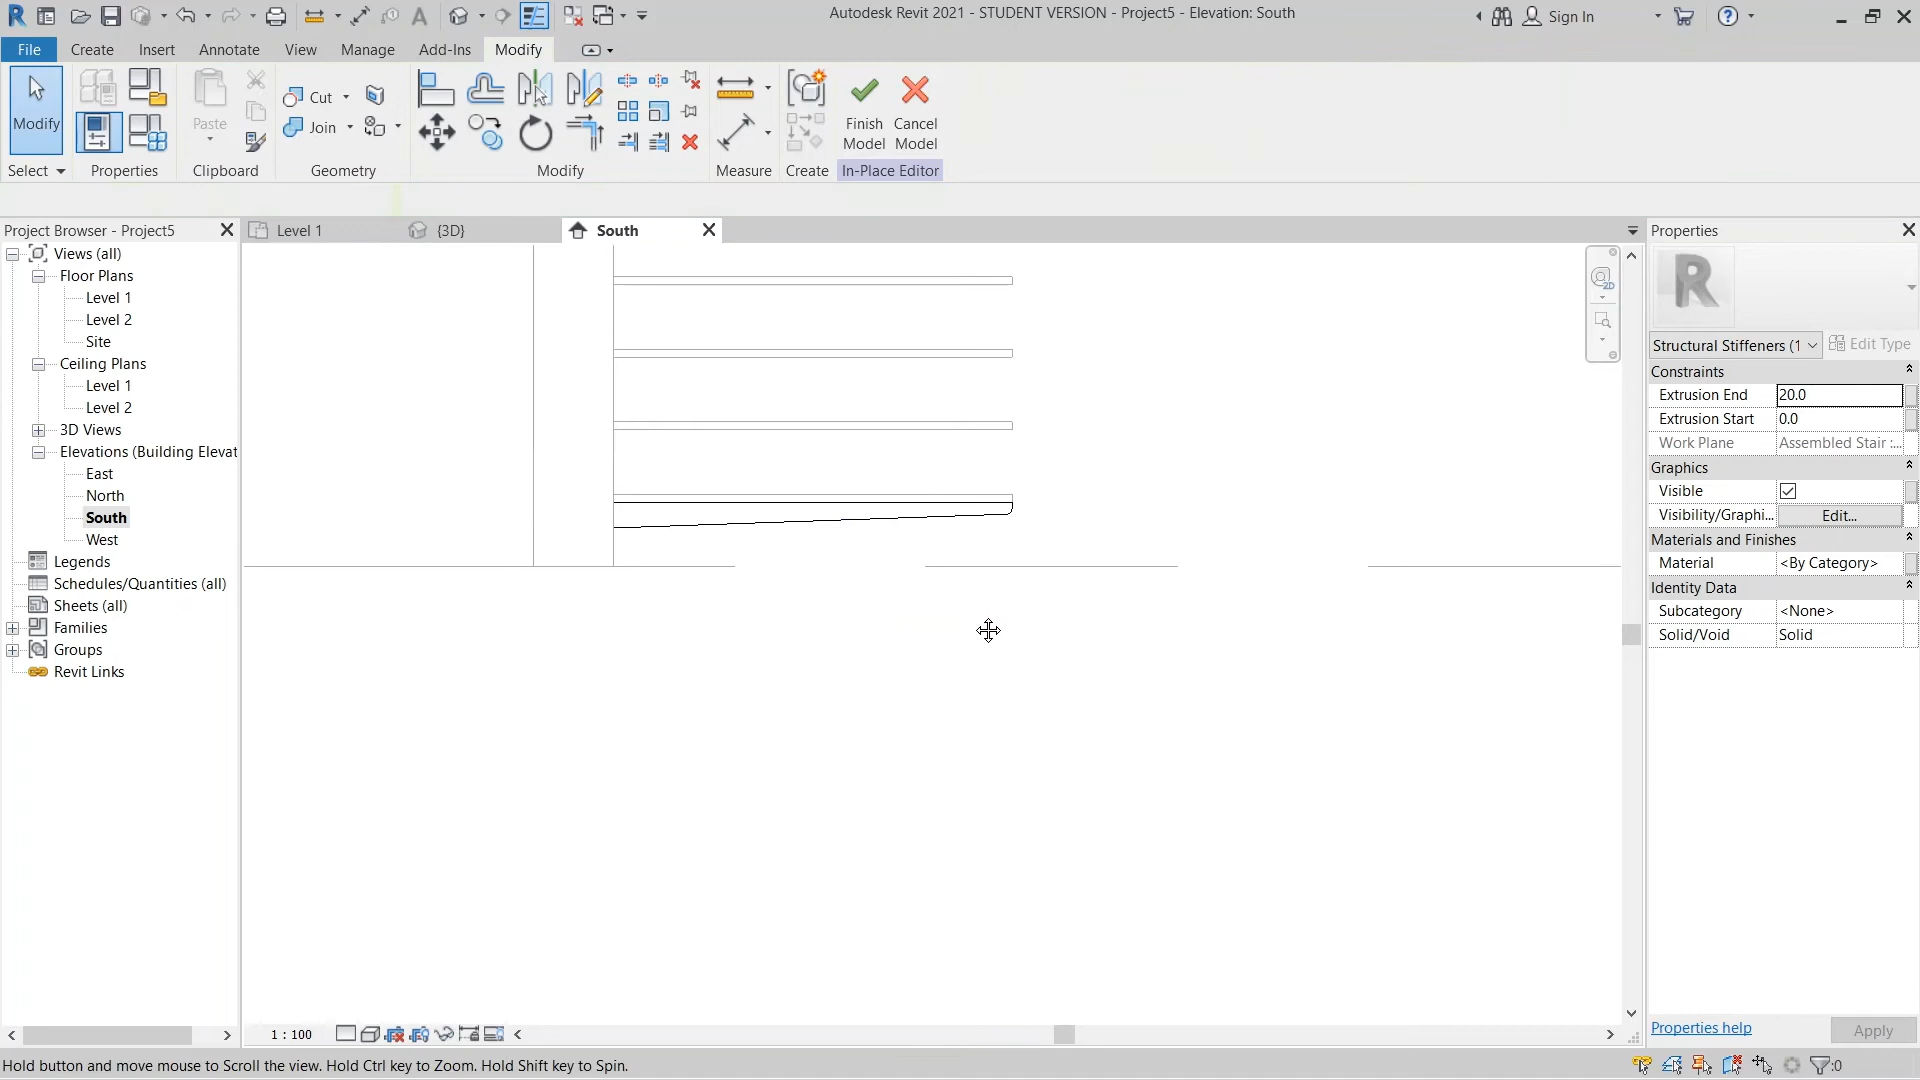 Autodesk Revit 2021 - STUDENT VERSION - Project5 - Elevation: South
Sign In
File
Create
Insert
Annotate
View
Manage
Add-Ins
Modify
Modify
Paste
Cut
Join
Finish Model
Cancel Model
Select
Properties
Clipboard
Geometry
Modify
Measure
Create
In-Place Editor
Project Browser - Project5
Views (all)
Floor Plans
Level 1
Level 2
Site
Ceiling Plans
Level 1
Level 2
3D Views
Elevations (Building Elevat
East
North
South
West
Legends
Schedules/Quantities (all)
Sheets (all)
Families
Groups
Revit Links
Level 1
{3D}
South
2D
Properties
R
Structural Stiffeners (1
Edit Type
Constraints
Extrusion End 20.0
Extrusion Start 0.0
Work Plane Assembled Stair :...
Graphics
Visible
Visibility/Graphi... Edit...
Materials and Finishes
Material <By Category>
Identity Data
Subcategory <None>
Solid/Void Solid
Properties help
Apply
1 : 100
Hold button and move mouse to Scroll the view. Hold Ctrl key to Zoom. Hold Shift key to Spin.
:0